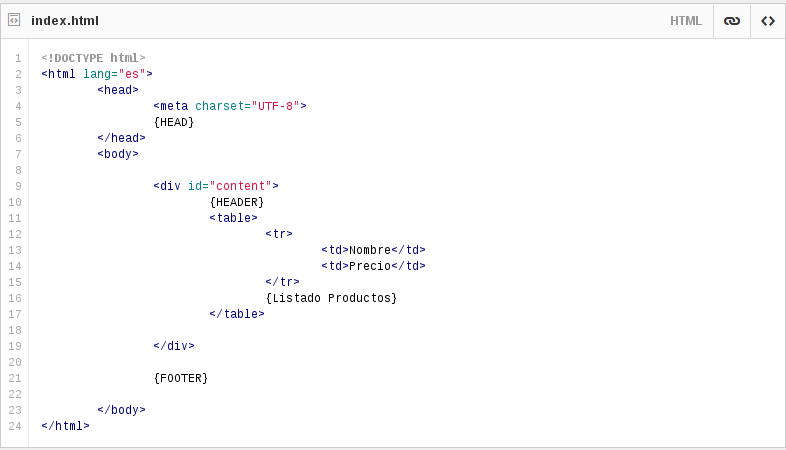 index.html
HTML
1 <!DOCTYPE html>
2 <html lang="es">
3 <head>
4 <meta charset="UTF-8">
5 {HEAD}
6 </head>
7 <body>
8
9 <div id="content">
10 {HEADER}
11 <table>
12 <tr>
13 <td>Nombre</td>
14 <td>Precio</td>
15 </tr>
16 {Listado Productos}
17 </table>
18
19 </div>
20
21 {FOOTER}
22
23 </body>
24 </html>